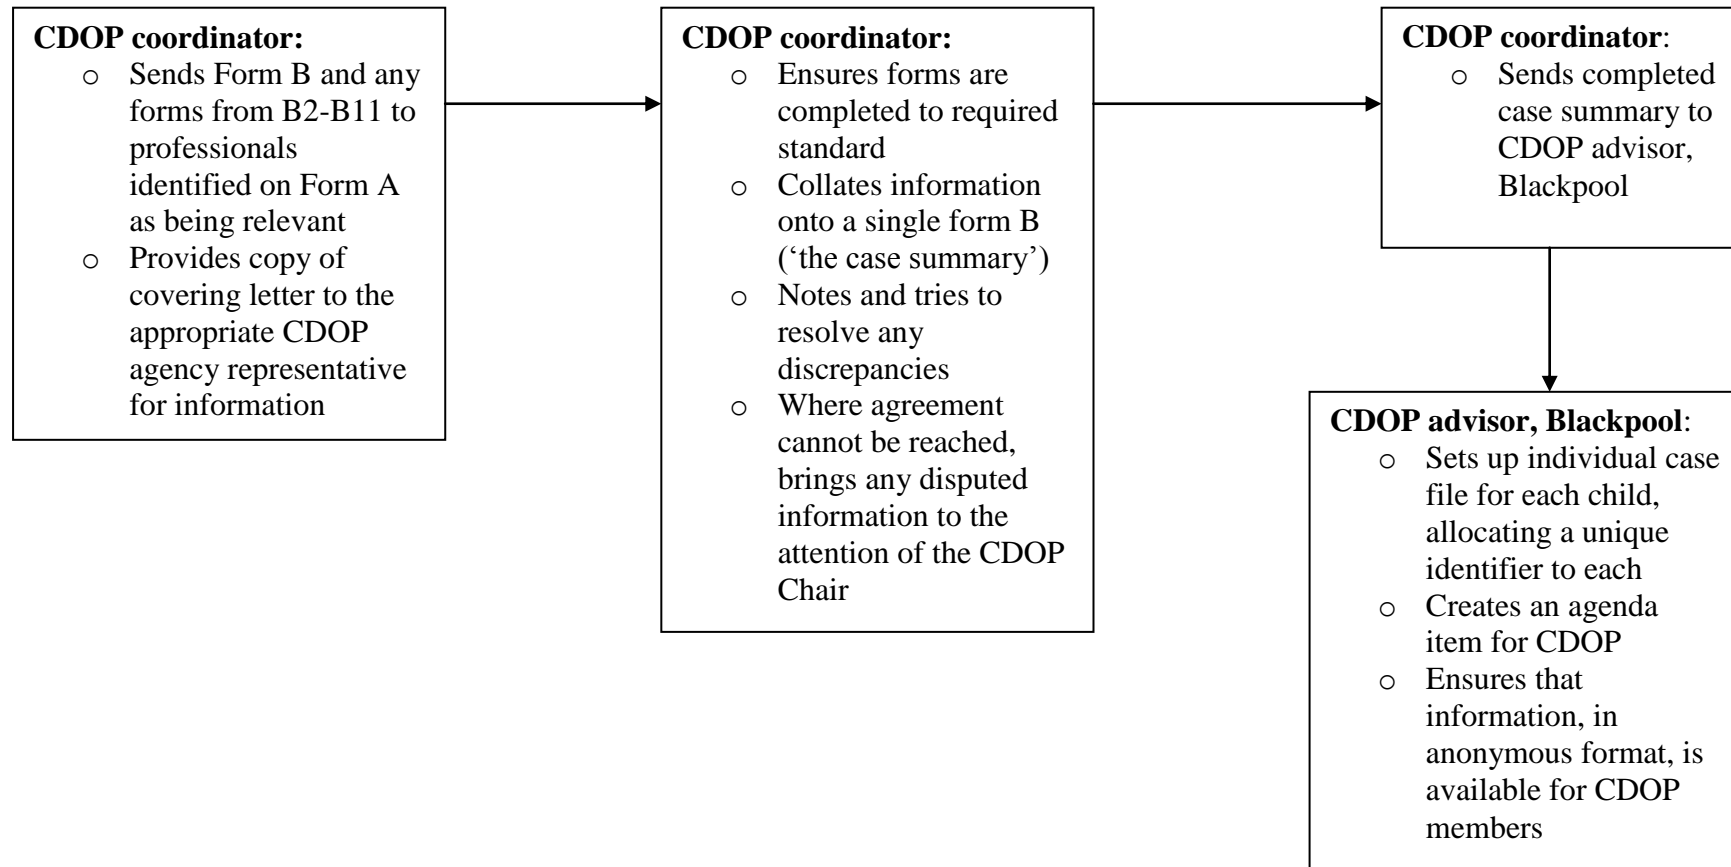 CDOP coordinator:
o Sends Form B and any
forms from B2-B11 to
professionals
identified on Form A
as being relevant
o Provides copy of
covering letter to the
appropriate CDOP
agency representative
for information
CDOP coordinator:
o Ensures forms are
completed to required
standard
o Collates information
onto a single form B
(‘the case summary’)
o Notes and tries to
resolve any
discrepancies
o Where agreement
cannot be reached,
brings any disputed
information to the
attention of the CDOP
Chair
CDOP coordinator:
o Sends completed
case summary to
CDOP advisor,
Blackpool
CDOP advisor, Blackpool:
o Sets up individual case
file for each child,
allocating a unique
identifier to each
o Creates an agenda
item for CDOP
o Ensures that
information, in
anonymous format, is
available for CDOP
members